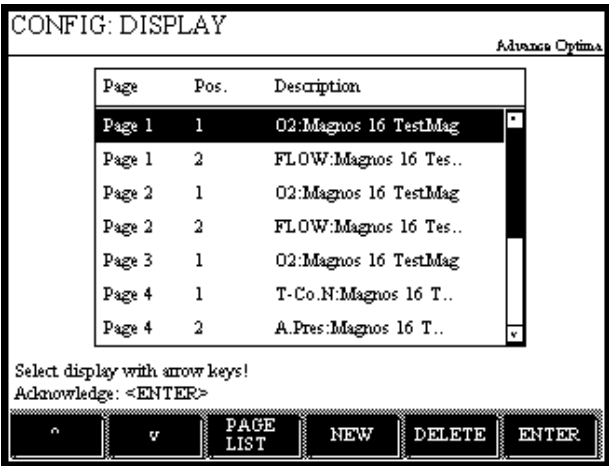 CONFIG: DISPLAY
Advance Optima
Page Pos. Description
Page 1 1 O2:Magnos 16 TestMag
Page 1 2 FLOW:Magnos 16 Tes..
Page 2 1 O2:Magnos 16 TestMag
Page 2 2 FLOW:Magnos 16 Tes..
Page 3 1 O2:Magnos 16 TestMag
Page 4 1 T-Co.N:Magnos 16 T..
Page 4 2 A.Pres:Magnos 16 T..
Select display with arrow keys!
Acknowledge: <ENTER>
^ v PAGE LIST NEW DELETE ENTER